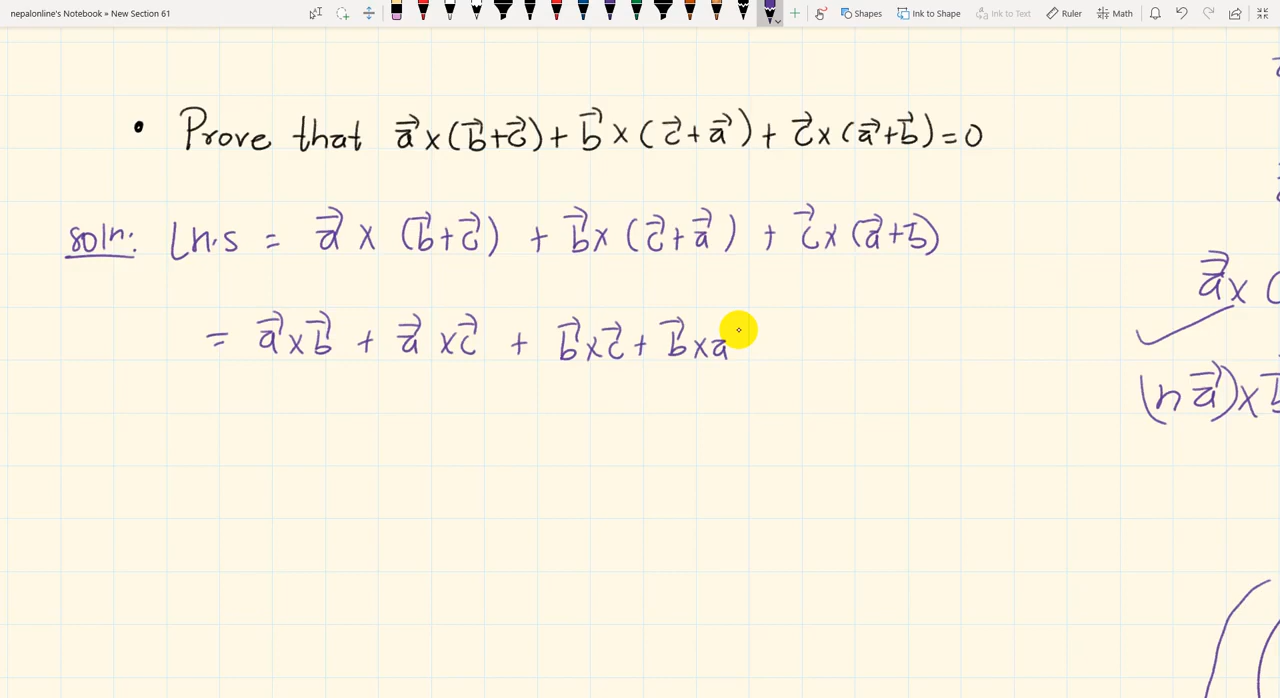 nepalonline's Notebook » New Section 61
Shapes Ink to Shape Ink to Text Ruler Math
• Prove that a⃗×(b⃗+c⃗)+b⃗×(c⃗+a⃗)+c⃗×(a⃗+b⃗)=0
soln: Lh.s = a⃗ × (b⃗+c⃗) + b⃗×(c⃗+a⃗) + c⃗×(a⃗+b⃗)
= a⃗×b⃗ + a⃗×c⃗ + b⃗×c⃗ + b⃗×a
a⃗× (
(n a⃗)×